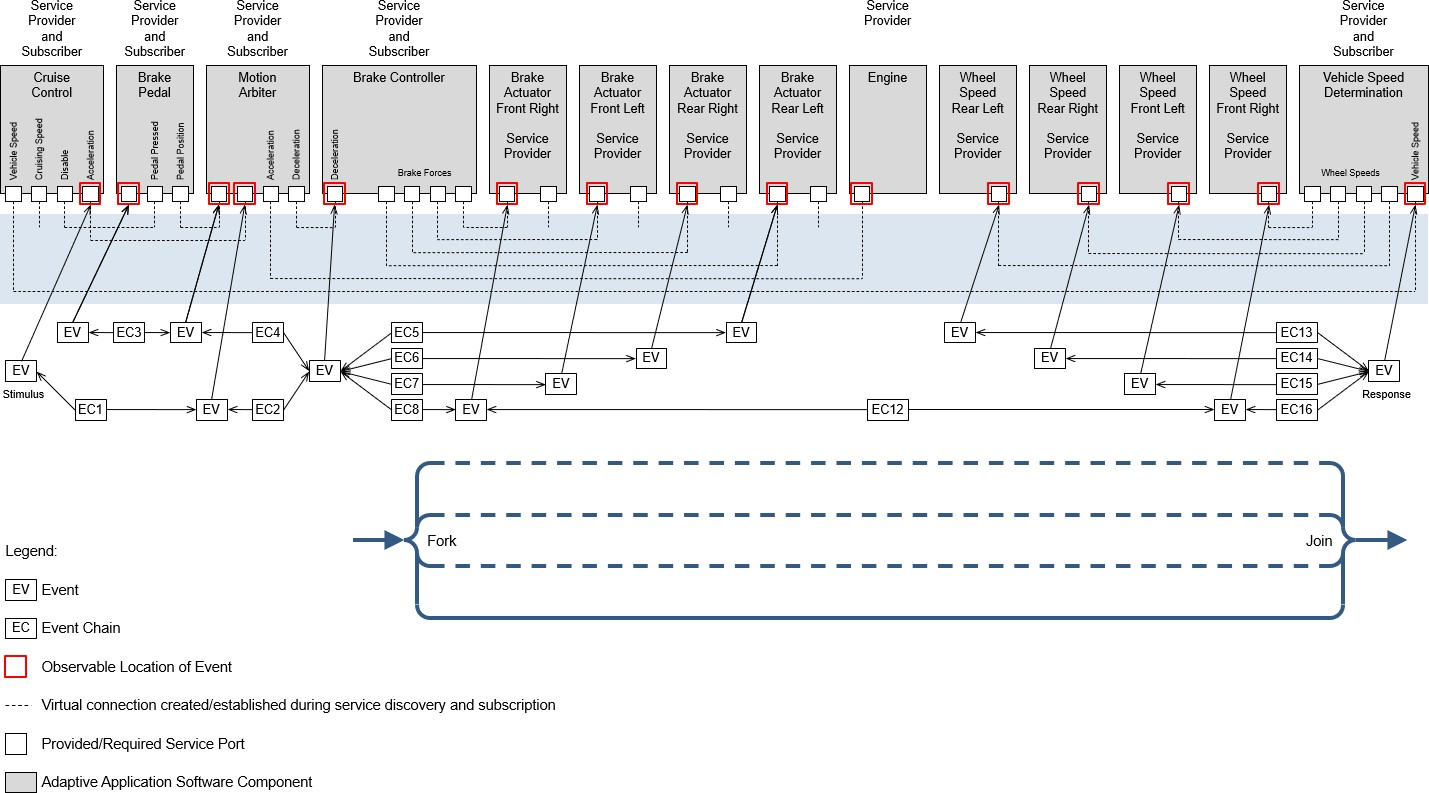 Service
Provider
and
Subscriber
Service
Provider
and
Subscriber
Service
Provider
and
Subscriber
Service
Provider
and
Subscriber
Service
Provider
Service
Provider
and
Subscriber
Cruise
Control
Vehicle Speed
Cruising Speed
Disable
Acceleration
Brake
Pedal
Pedal Pressed
Pedal Position
Motion
Arbiter
Acceleration
Deceleration
Brake Controller
Deceleration
Brake Forces
Brake
Actuator
Front Right
Service
Provider
Brake
Actuator
Front Left
Service
Provider
Brake
Actuator
Rear Right
Service
Provider
Brake
Actuator
Rear Left
Service
Provider
Engine
Wheel
Speed
Rear Left
Service
Provider
Wheel
Speed
Rear Right
Service
Provider
Wheel
Speed
Front Left
Service
Provider
Wheel
Speed
Front Right
Service
Provider
Vehicle Speed
Determination
Wheel Speeds
Vehicle Speed
EV EC3 EV EC4 EC5 EV EV EC13
EC6 EV EV EC14
EV EV EV
Stimulus
EC7 EV EV EC15
Response
EC1 EV EC2 EC8 EV EC12 EV EC16
Fork
Join
Legend:
EV Event
EC Event Chain
Observable Location of Event
Virtual connection created/established during service discovery and subscription
Provided/Required Service Port
Adaptive Application Software Component